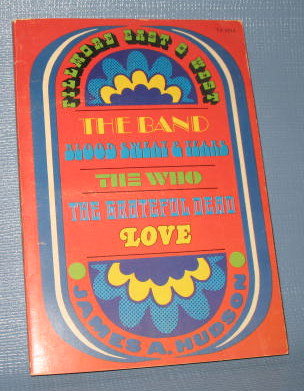 FILLMORE EAST & WEST
THE BAND
BLOOD SWEAT & TEARS
THE WHO
THE GRATEFUL DEAD
LOVE
JAMES A. HUDSON